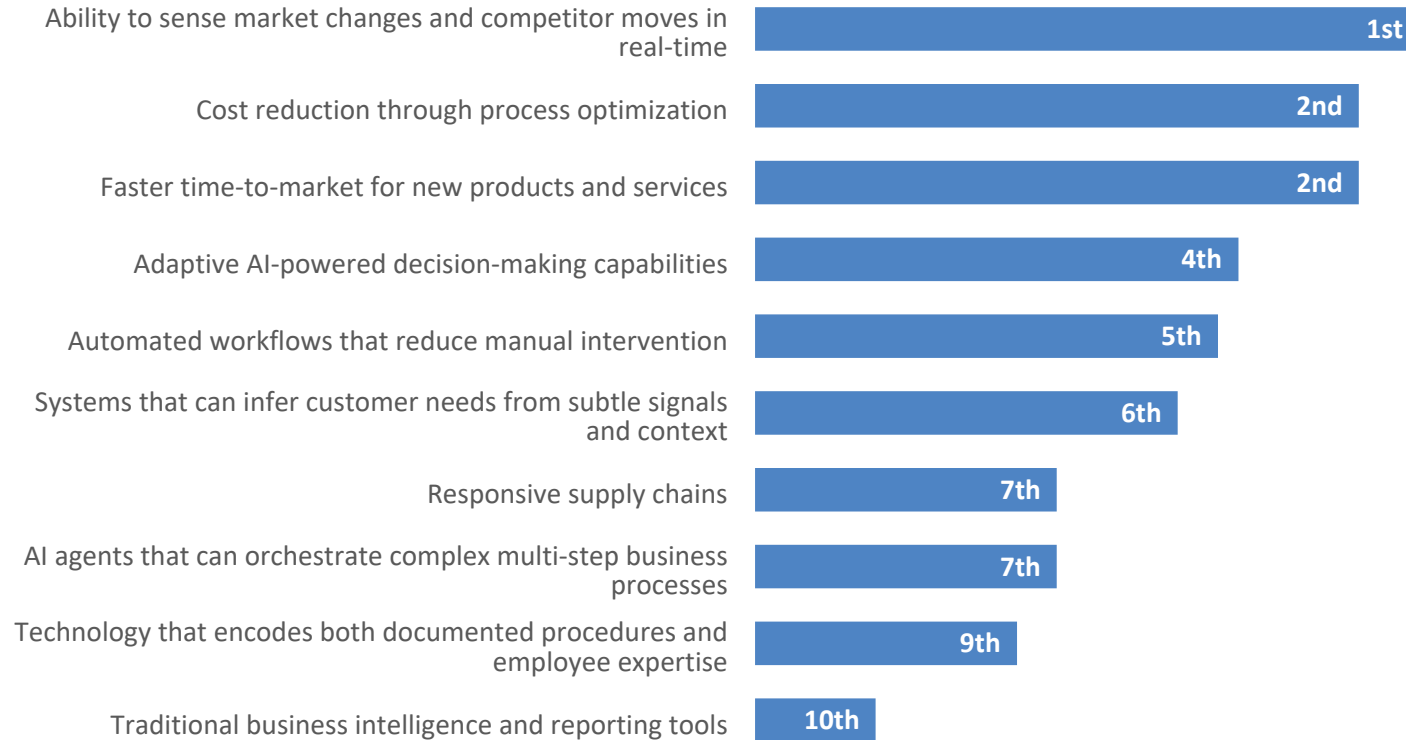 Ability to sense market changes and competitor moves in
real-time
1st
Cost reduction through process optimization
2nd
Faster time-to-market for new products and services
2nd
Adaptive AI-powered decision-making capabilities
4th
Automated workflows that reduce manual intervention
5th
Systems that can infer customer needs from subtle signals
and context
6th
Responsive supply chains
7th
AI agents that can orchestrate complex multi-step business
processes
7th
Technology that encodes both documented procedures and
employee expertise
9th
Traditional business intelligence and reporting tools
10th